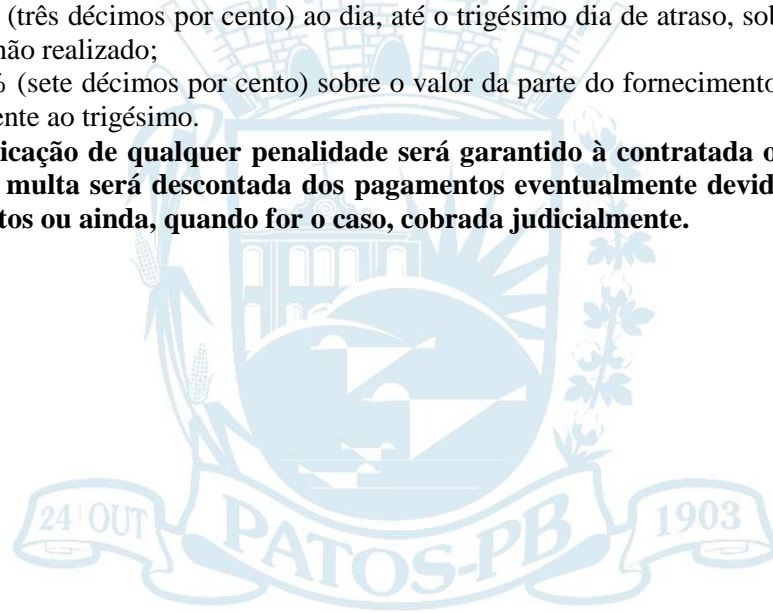 (três décimos por cento) ao dia, até o trigésimo dia de atraso, sob
não realizado;
% (sete décimos por cento) sobre o valor da parte do fornecimento
ente ao trigésimo.
icação de qualquer penalidade será garantido à contratada o
multa será descontada dos pagamentos eventualmente devid
tos ou ainda, quando for o caso, cobrada judicialmente.
24 OUT PATOS-PB 1903